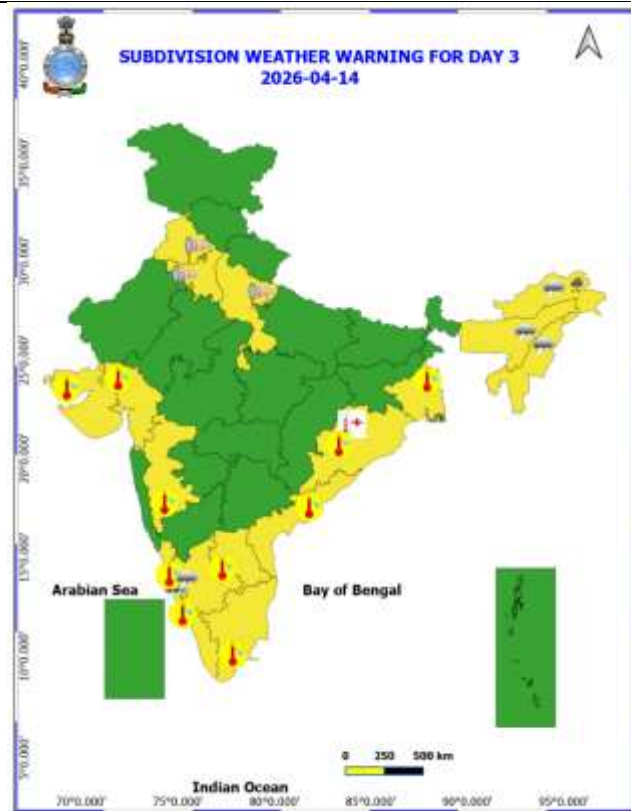 SUBDIVISION WEATHER WARNING FOR DAY 3
2026-04-14
40°0.000'
35°0.000'
30°0.000'
25°0.000'
20°0.000'
15°0.000'
10°0.000'
5°0.000'
Arabian Sea
Bay of Bengal
0 250 500 km
Indian Ocean
70°0.000' 75°0.000' 80°0.000' 85°0.000' 90°0.000' 95°0.000'